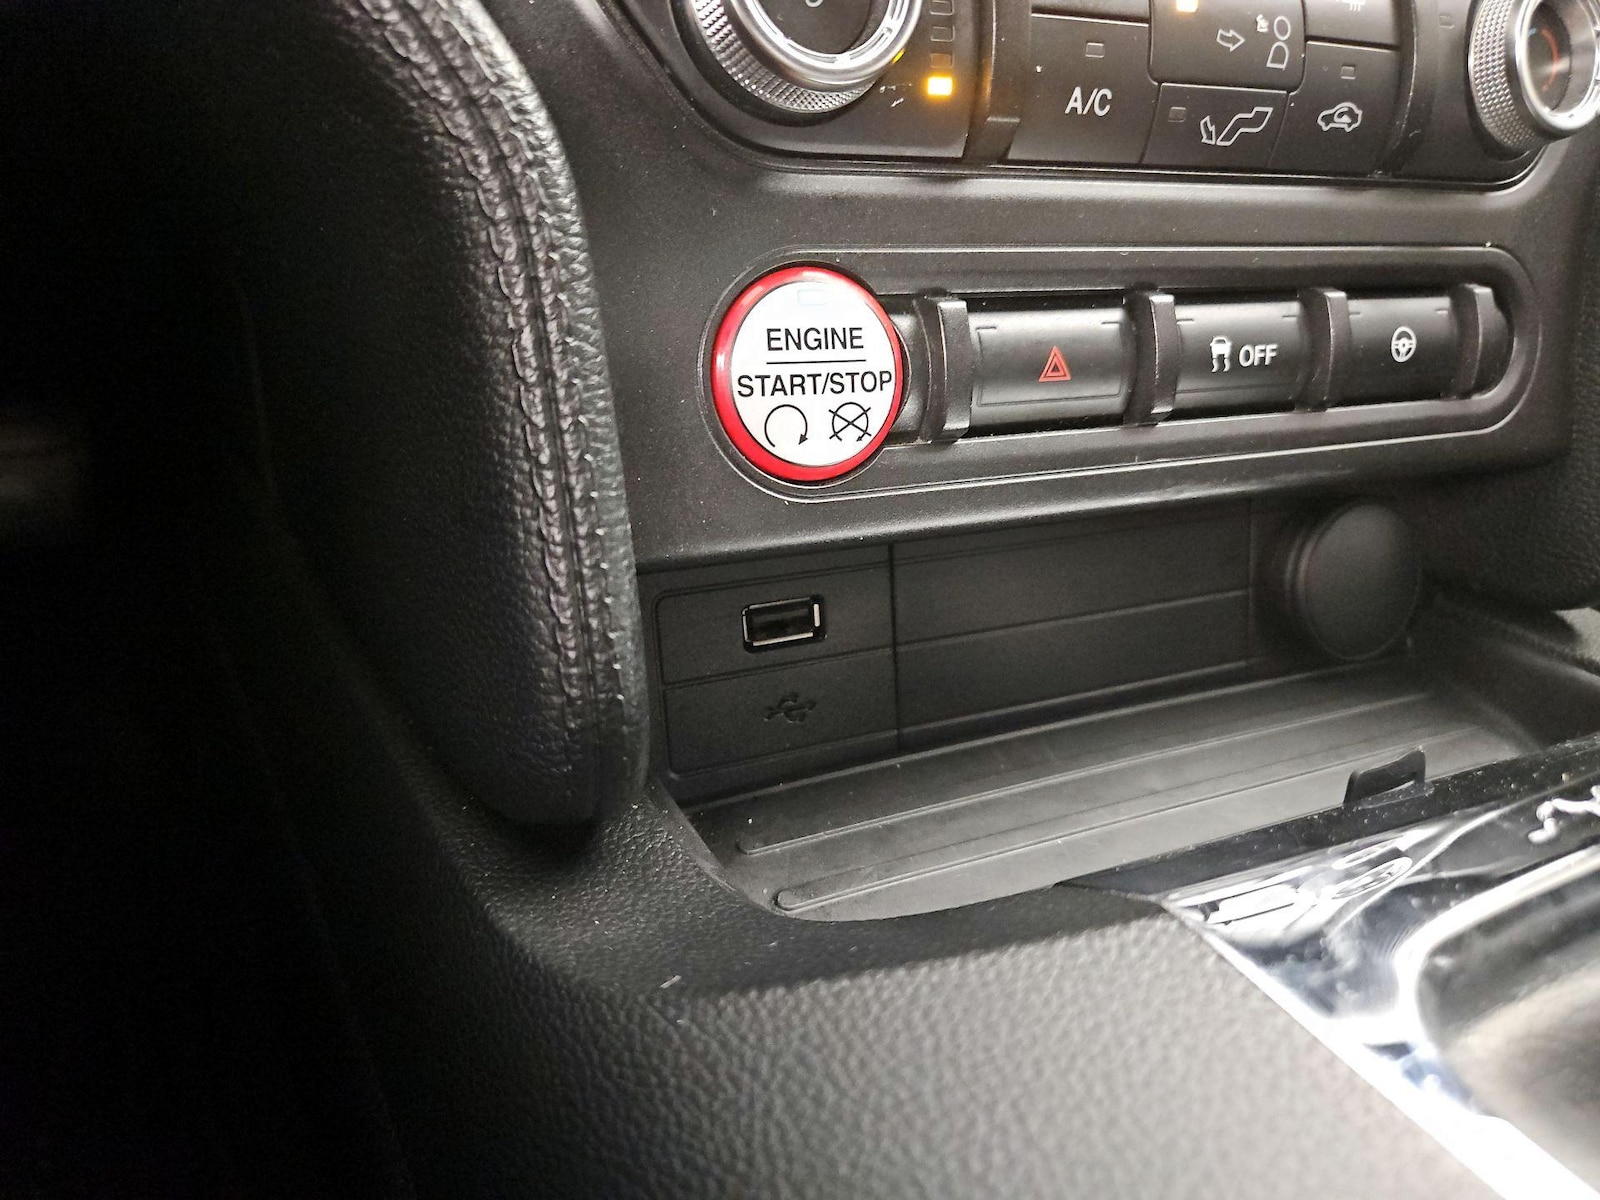 A/C
ENGINE
START/STOP
OFF